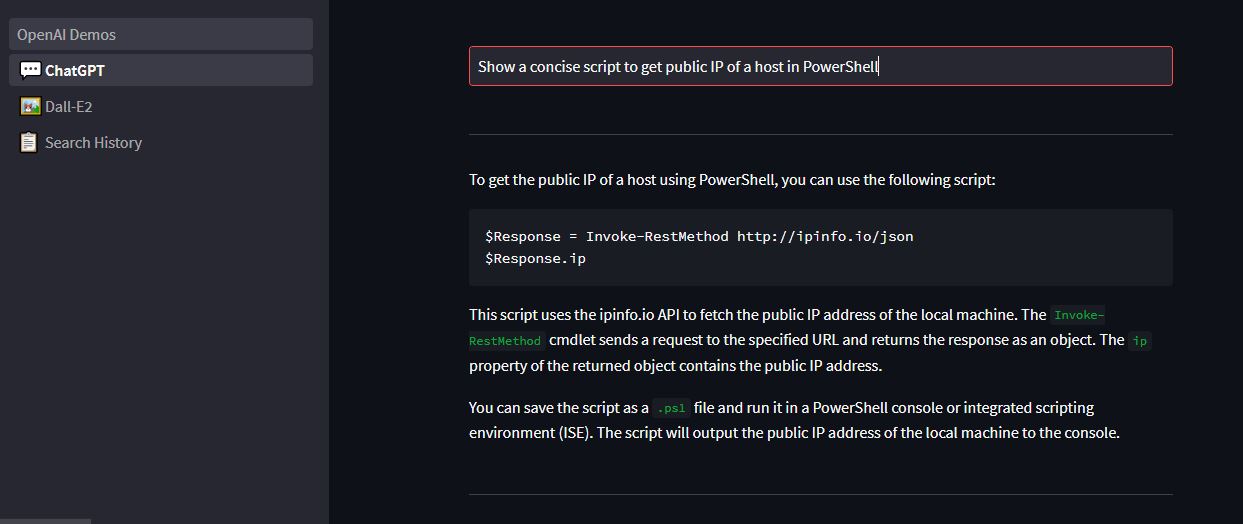 OpenAI Demos
ChatGPT
Dall-E2
Search History
Show a concise script to get public IP of a host in PowerShell
To get the public IP of a host using PowerShell, you can use the following script:
$Response = Invoke-RestMethod http://ipinfo.io/json
$Response.ip
This script uses the ipinfo.io API to fetch the public IP address of the local machine. The Invoke-
RestMethod cmdlet sends a request to the specified URL and returns the response as an object. The ip
property of the returned object contains the public IP address.
You can save the script as a .ps1 file and run it in a PowerShell console or integrated scripting
environment (ISE). The script will output the public IP address of the local machine to the console.